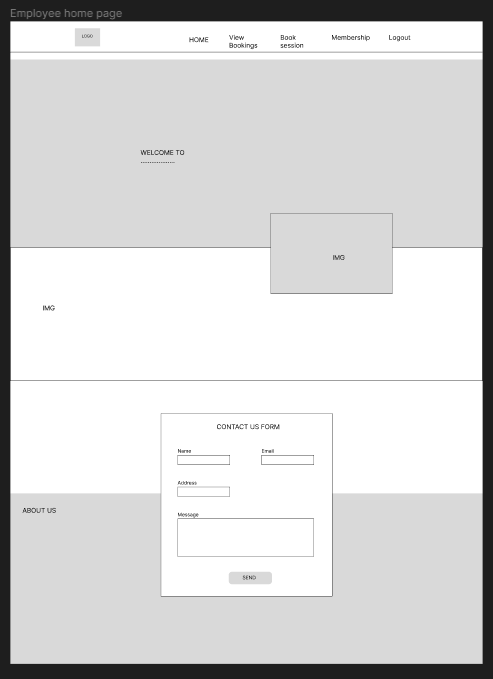 Employee home page
LOGO
HOME
View
Bookings
Book
session
Membership
Logout
WELCOME TO
..................
IMG
IMG
CONTACT US FORM
Name
Email
Address
Message
SEND
ABOUT US